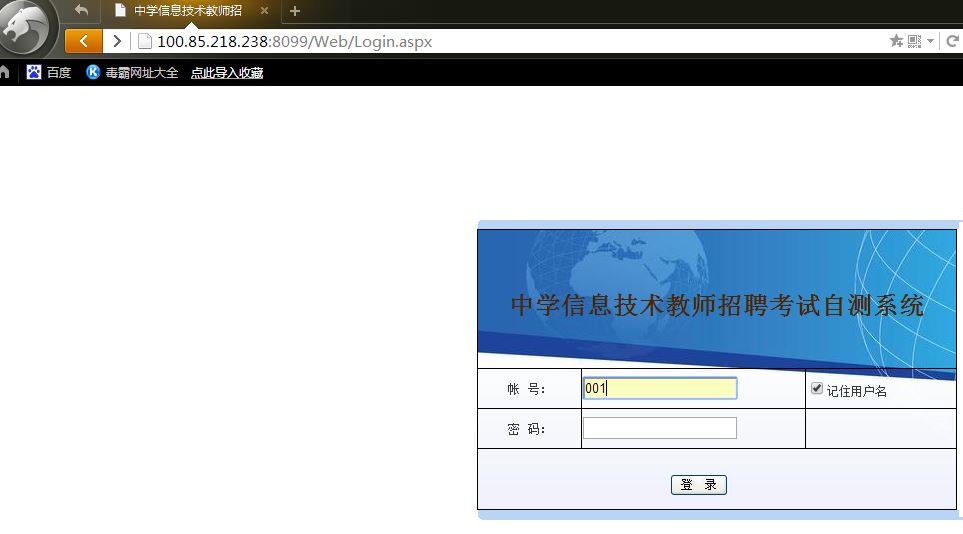 中学信息技术教师招
100.85.218.238:8099/Web/Login.aspx
百度 毒霸网址大全 点此导入收藏
中学信息技术教师招聘考试自测系统
帐 号: 001 记住用户名
密 码:
登 录